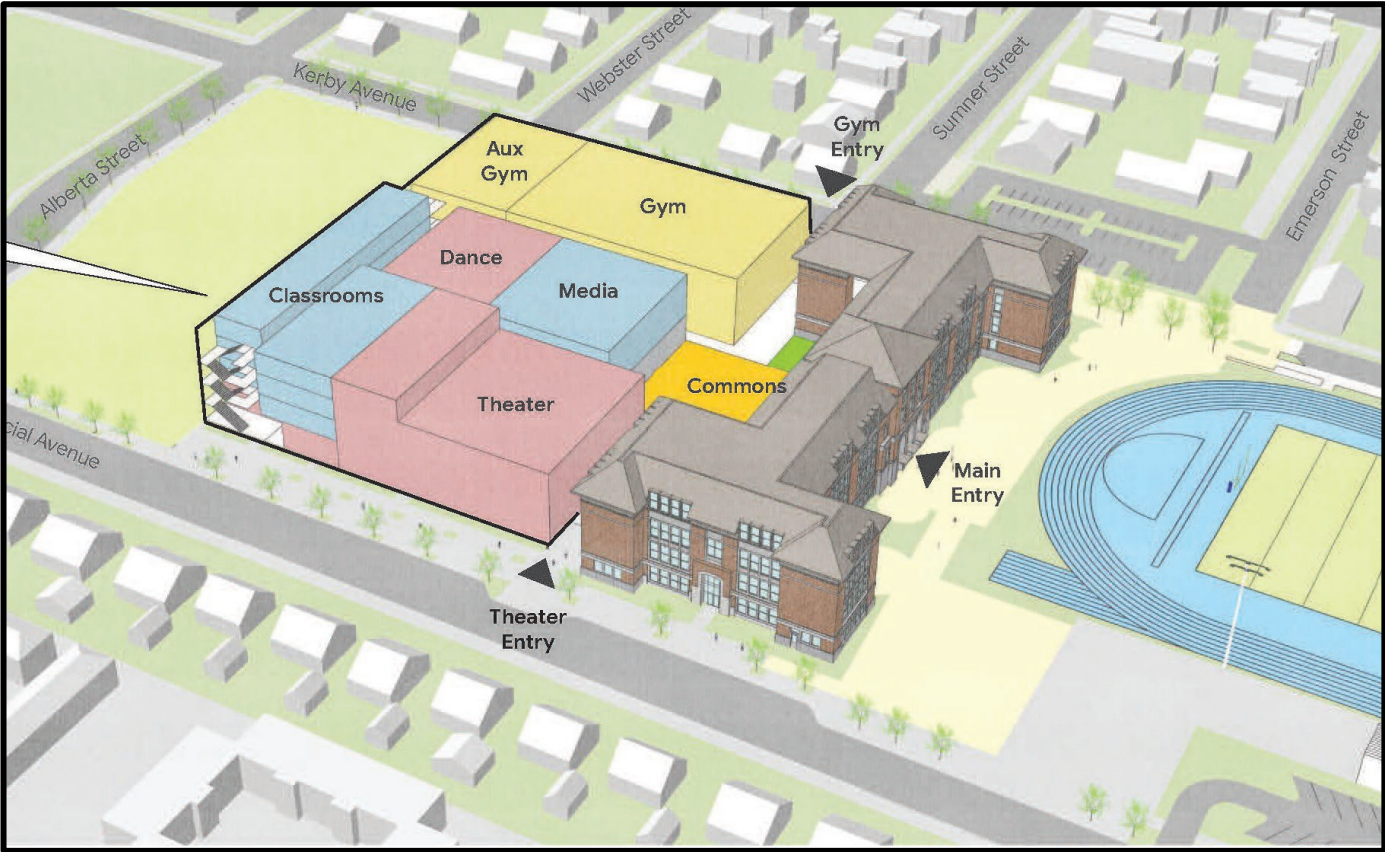 Kerby Avenue
Webster Street
Sumner Street
Emerson Street
Alberta Street
Gym
Entry
Aux
Gym
Gym
Dance
Media
Classrooms
Commons
Theater
Main
Entry
cial Avenue
Theater
Entry